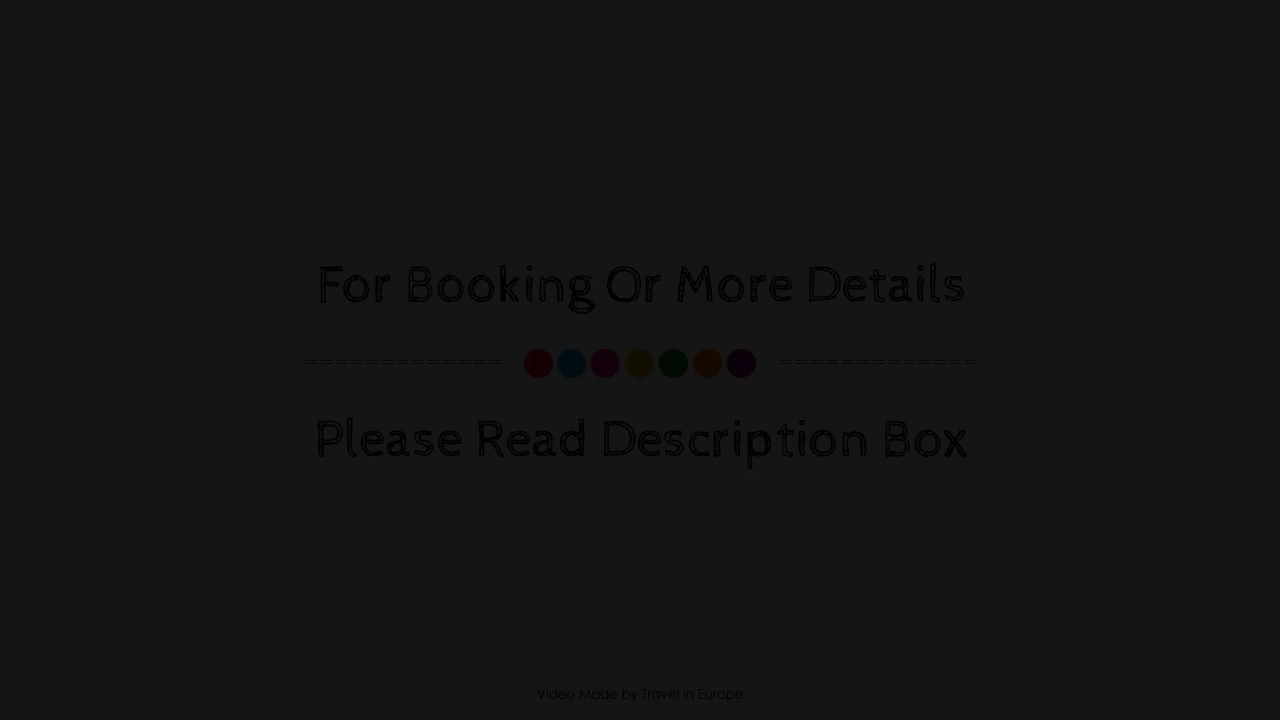 For Booking Or More Details
============= =============
Please Read Description Box
Video Made by Travel in Europe